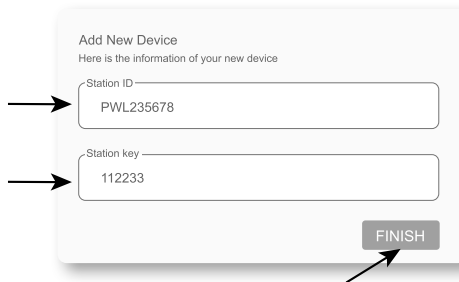 Add New Device
Here is the information of your new device
Station ID
PWL235678
Station key
112233
FINISH